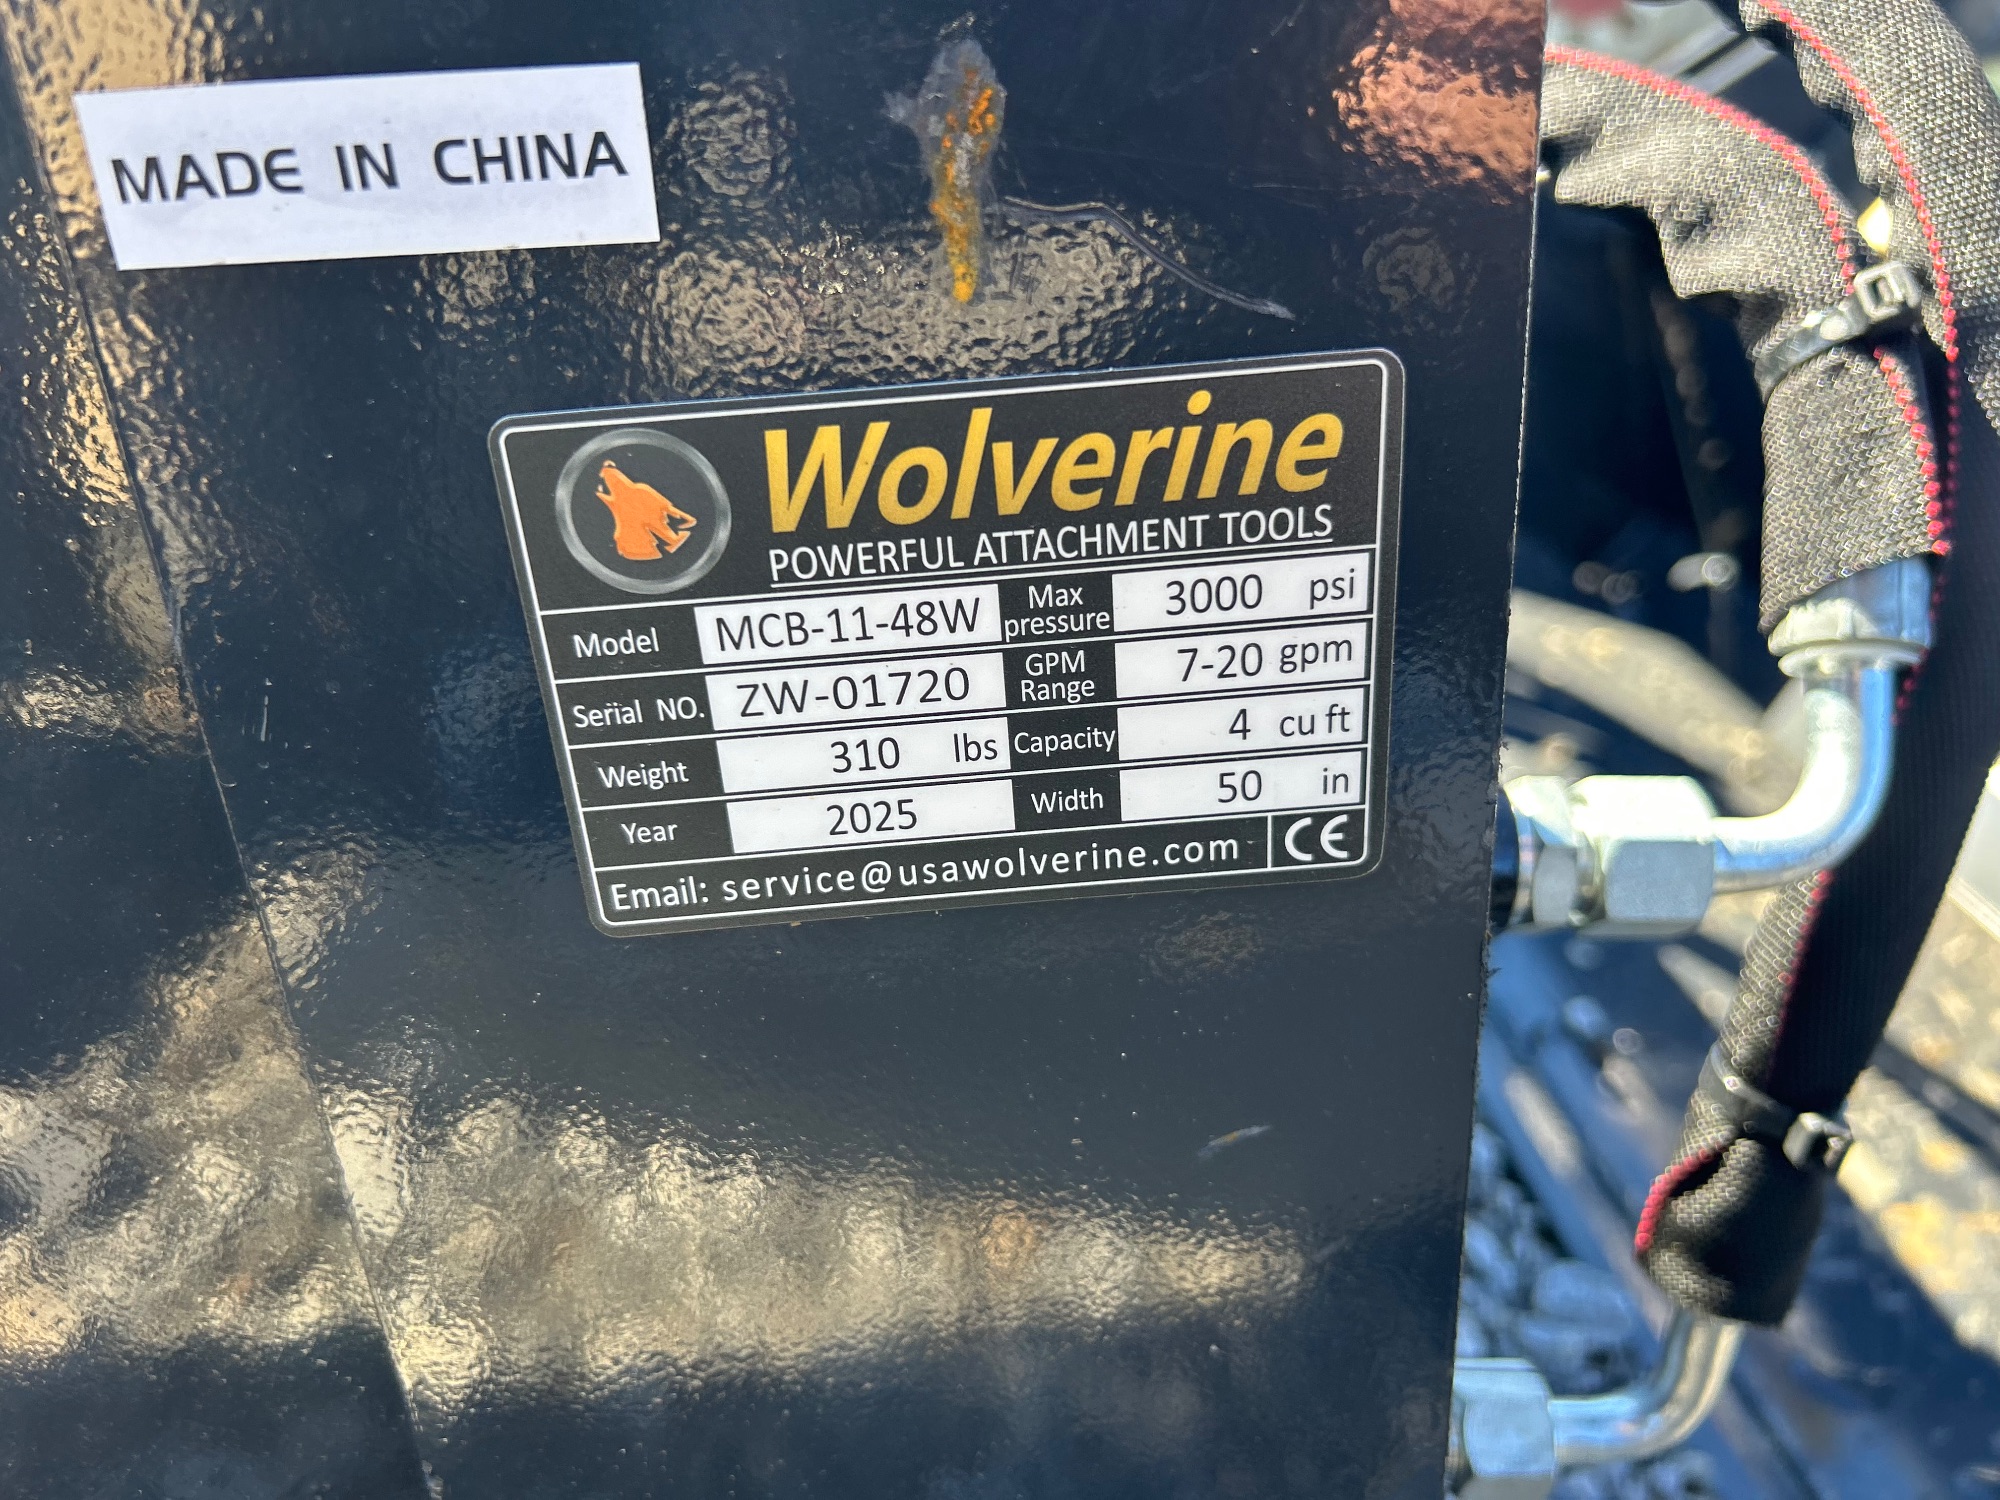 MADE IN CHINA
Wolverine
POWERFUL ATTACHMENT TOOLS
Model MCB-11-48W Max pressure 3000 psi
Serial NO. ZW-01720 GPM Range 7-20 gpm
Weight 310 lbs Capacity 4 cu ft
Year 2025 Width 50 in
Email: service@usawolverine.com CE